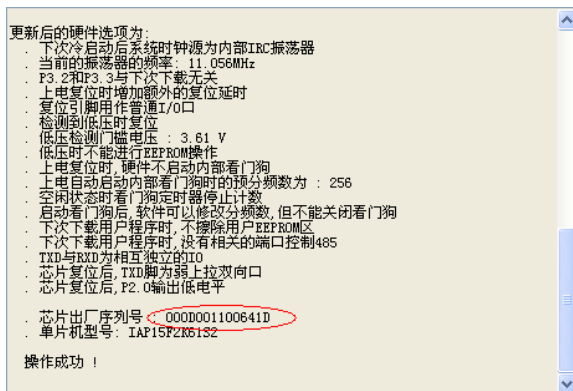 更新后的硬件选项为:
. 下次冷启动后系统时钟源为内部IRC振荡器
. 当前的振荡器的频率: 11.056MHz
. P3.2和P3.3与下次下载无关
. 上电复位时增加额外的复位延时
. 复位引脚用作普通I/O口
. 检测到低压时复位
. 低压检测门槛电压 : 3.61 V
. 低压时不能进行EEPROM操作
. 上电复位时,硬件不启动内部看门狗
. 上电自动启动内部看门狗时的预分频数为 : 256
. 空闲状态时看门狗定时器停止计数
. 启动看门狗后,软件可以修改分频数,但不能关闭看门狗
. 下次下载用户程序时,不擦除用户EEPROM区
. 下次下载用户程序时,没有相关的端口控制485
. TXD与RXD为相互独立的IO
. 芯片复位后,TXD脚为弱上拉双向口
. 芯片复位后,P2.0输出低电平
. 芯片出厂序列号 : 000D001100641D
. 单片机型号: IAP15F2K61S2
操作成功 !